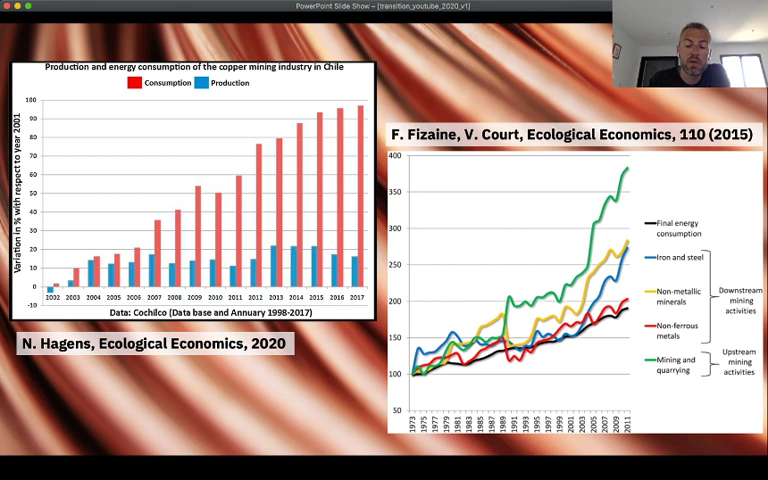 PowerPoint Slide Show – [transition_youtube_2020_v1]
Production and energy consumption of the copper mining industry in Chile
Consumption
Production
Variation in % with respect to year 2001
100
90
80
70
60
50
40
30
20
10
0
-10
2002 2003 2004 2005 2006 2007 2008 2009 2010 2011 2012 2013 2014 2015 2016 2017
Data: Cochilco (Data base and Annuary 1998-2017)
N. Hagens, Ecological Economics, 2020
F. Fizaine, V. Court, Ecological Economics, 110 (2015)
400
350
300
250
200
150
100
50
1973 1975 1977 1979 1981 1983 1985 1987 1989 1991 1993 1995 1997 1999 2001 2003 2005 2007 2009 2011
Final energy
consumption
Iron and steel
Non-metallic
minerals
Non-ferrous
metals
Mining and
quarrying
Downstream
mining
activities
Upstream
mining
activities